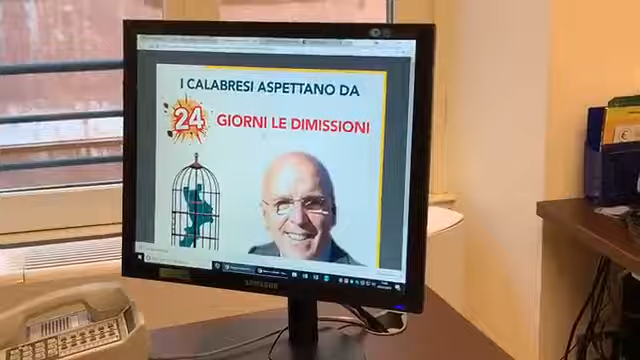 I CALABRESI ASPETTANO DA
24
GIORNI LE DIMISSIONI
SAMSUNG